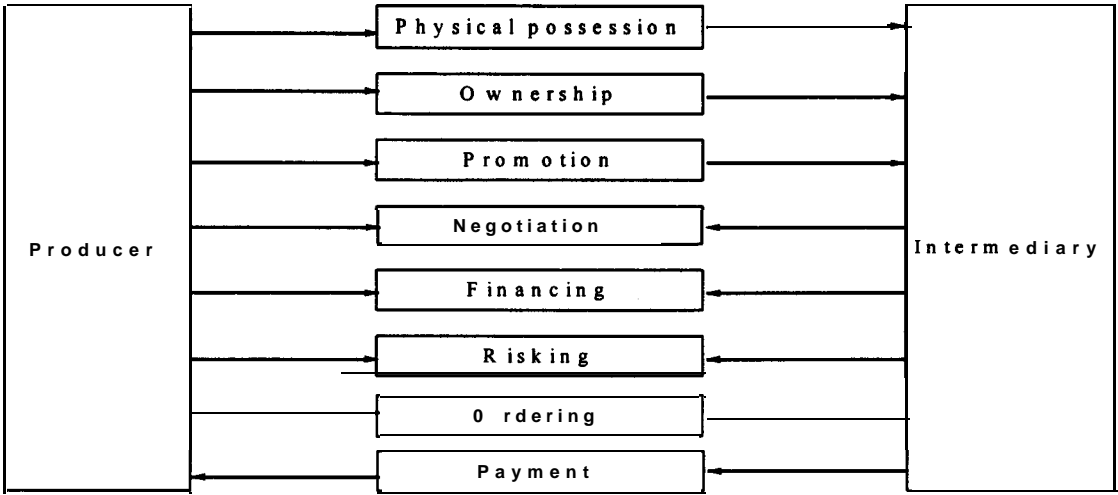 Physical possession
Ownership
Promotion
Negotiation
Producer
Intermediary
Financing
Risking
0 rdering
Payment